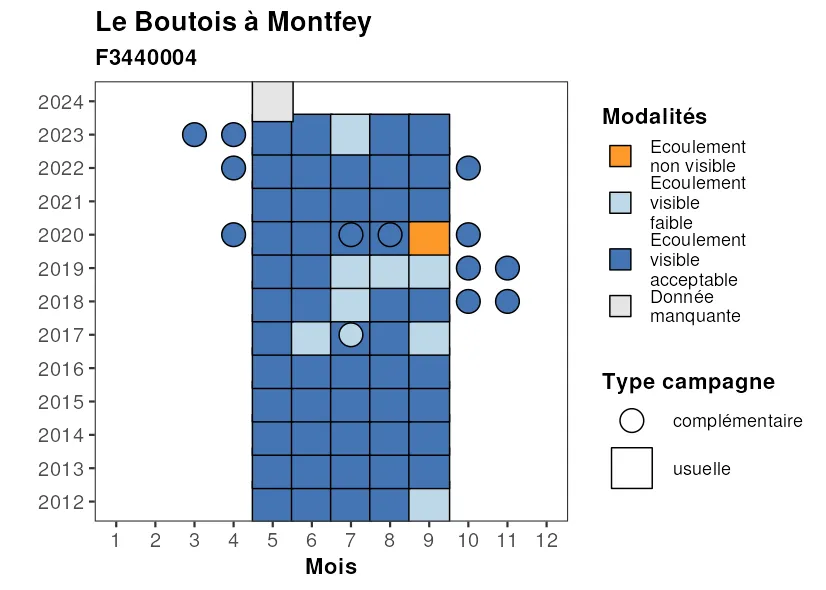 Le Boutois à Montfey
F3440004
2024
2023
2022
2021
2020
2019
2018
2017
2016
2015
2014
2013
2012
1 2 3 4 5 6 7 8 9 10 11 12
Mois
Modalités
Ecoulement
non visible
Ecoulement
visible
faible
Ecoulement
visible
acceptable
Donnée
manquante
Type campagne
complémentaire
usuelle